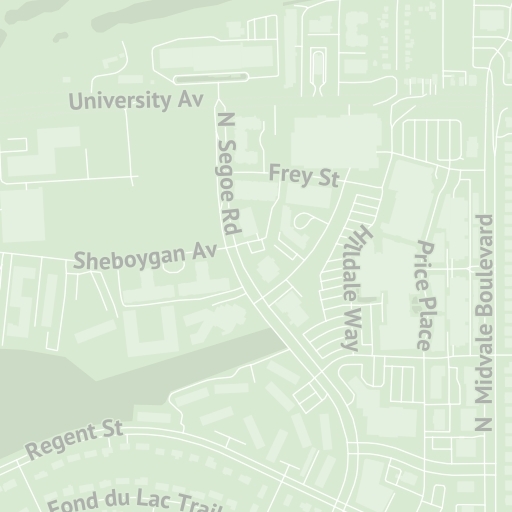 University Av
N Segoe Rd
Frey St
Sheboygan Av
Hilldale Way
Price Place
N Midvale Boulevard
Regent St
Fond du Lac Trail